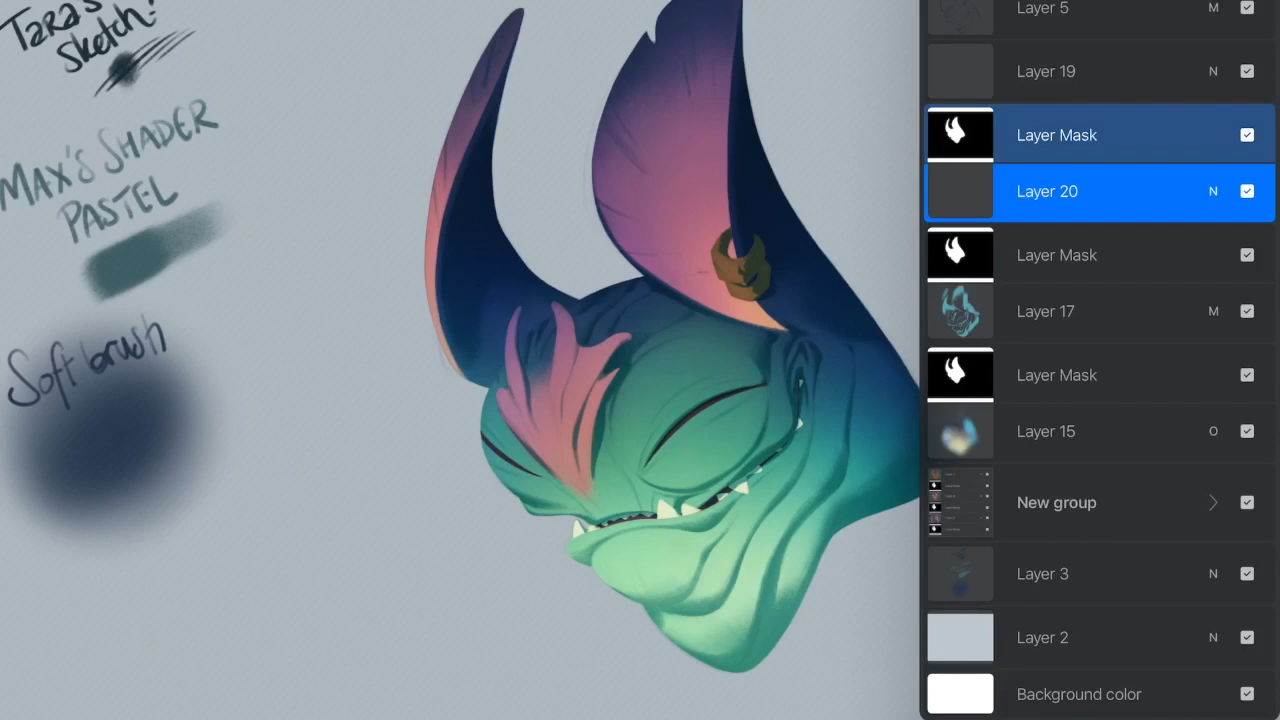 Tara's
Sketch!
MAX'S SHADER
PASTEL
Soft brush
Layer 5 M
Layer 19 N
Layer Mask
Layer 20 N
Layer Mask
Layer 17 M
Layer Mask
Layer 15 O
New group
Layer 3 N
Layer 2 N
Background color